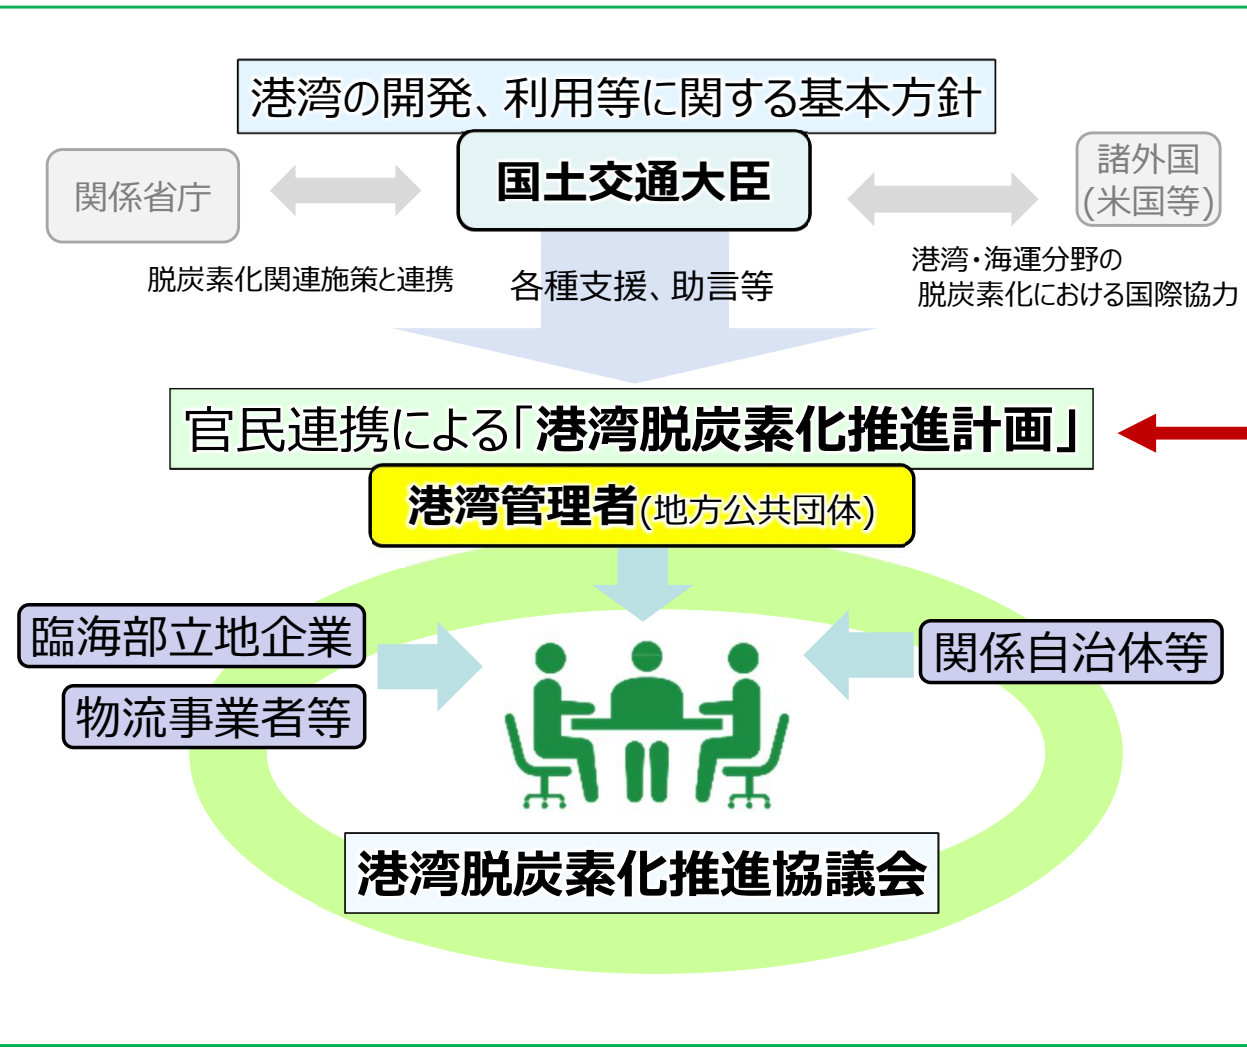 港湾の開発、利用等に関する基本方針
国土交通大臣
関係省庁
諸外国
(米国等)
脱炭素化関連施策と連携
各種支援、助言等
港湾・海運分野の
脱炭素化における国際協力
官民連携による「港湾脱炭素化推進計画」
港湾管理者(地方公共団体)
臨海部立地企業
物流事業者等
関係自治体等
港湾脱炭素化推進協議会